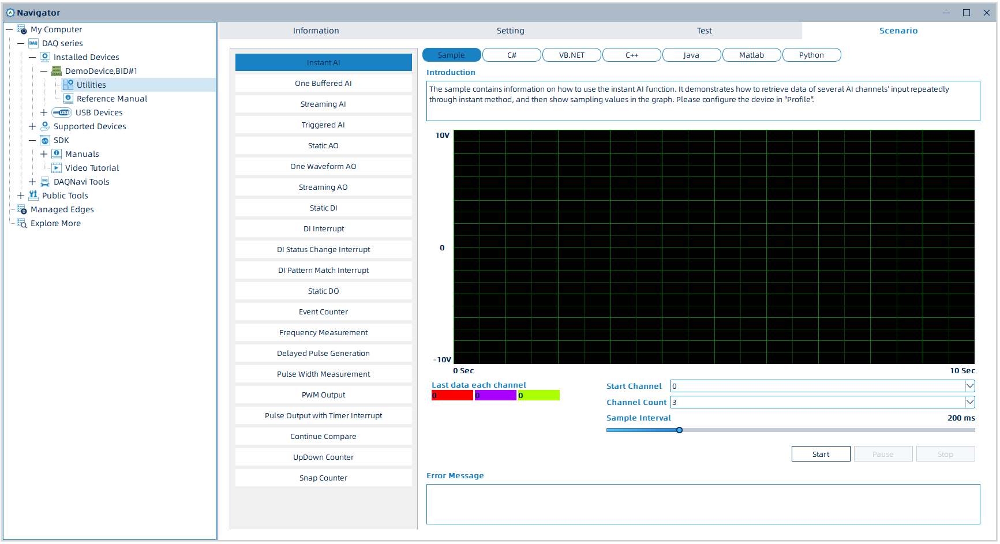 Navigator
My Computer
DAQ series
Installed Devices
DemoDevice,BID#1
Utilities
Reference Manual
USB Devices
Supported Devices
SDK
Manuals
Video Tutorial
DAQNavi Tools
Public Tools
Managed Edges
Explore More
Information
Setting
Test
Scenario
Instant AI
One Buffered AI
Streaming AI
Triggered AI
Static AO
One Waveform AO
Streaming AO
Static DI
DI Interrupt
DI Status Change Interrupt
DI Pattern Match Interrupt
Static DO
Event Counter
Frequency Measurement
Delayed Pulse Generation
Pulse Width Measurement
PWM Output
Pulse Output with Timer Interrupt
Continue Compare
UpDown Counter
Snap Counter
Sample
C#
VB.NET
C++
Java
Matlab
Python
Introduction
The sample contains information on how to use the instant AI function. It demonstrates how to retrieve data of several AI channels' input repeatedly
through instant method, and then show sampling values in the graph. Please configure the device in "Profile".
10V
0
-10V
0 Sec
10 Sec
Last data each channel
0
0
0
Start Channel
0
Channel Count
3
Sample Interval
200 ms
Start
Pause
Stop
Error Message